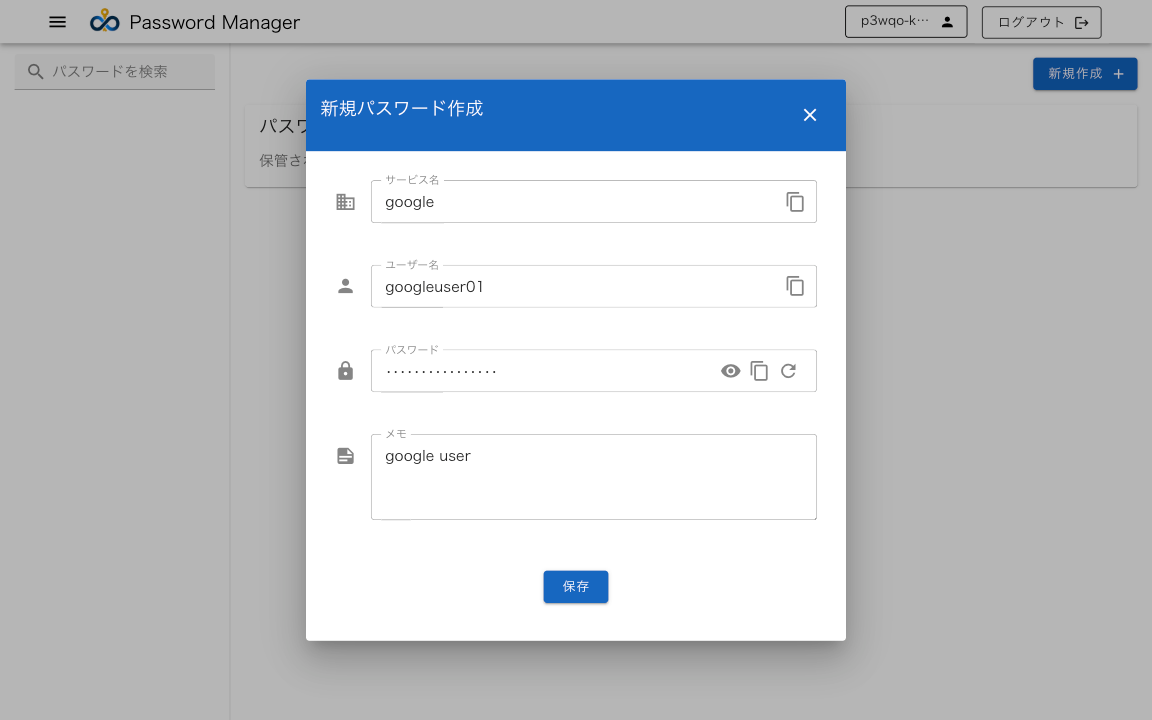 Password Manager
p3wqo-k…
ログアウト
パスワードを検索
新規作成
新規パスワード作成
パスワ
保管さ
サービス名
google
ユーザー名
googleuser01
パスワード
················
メモ
google user
保存